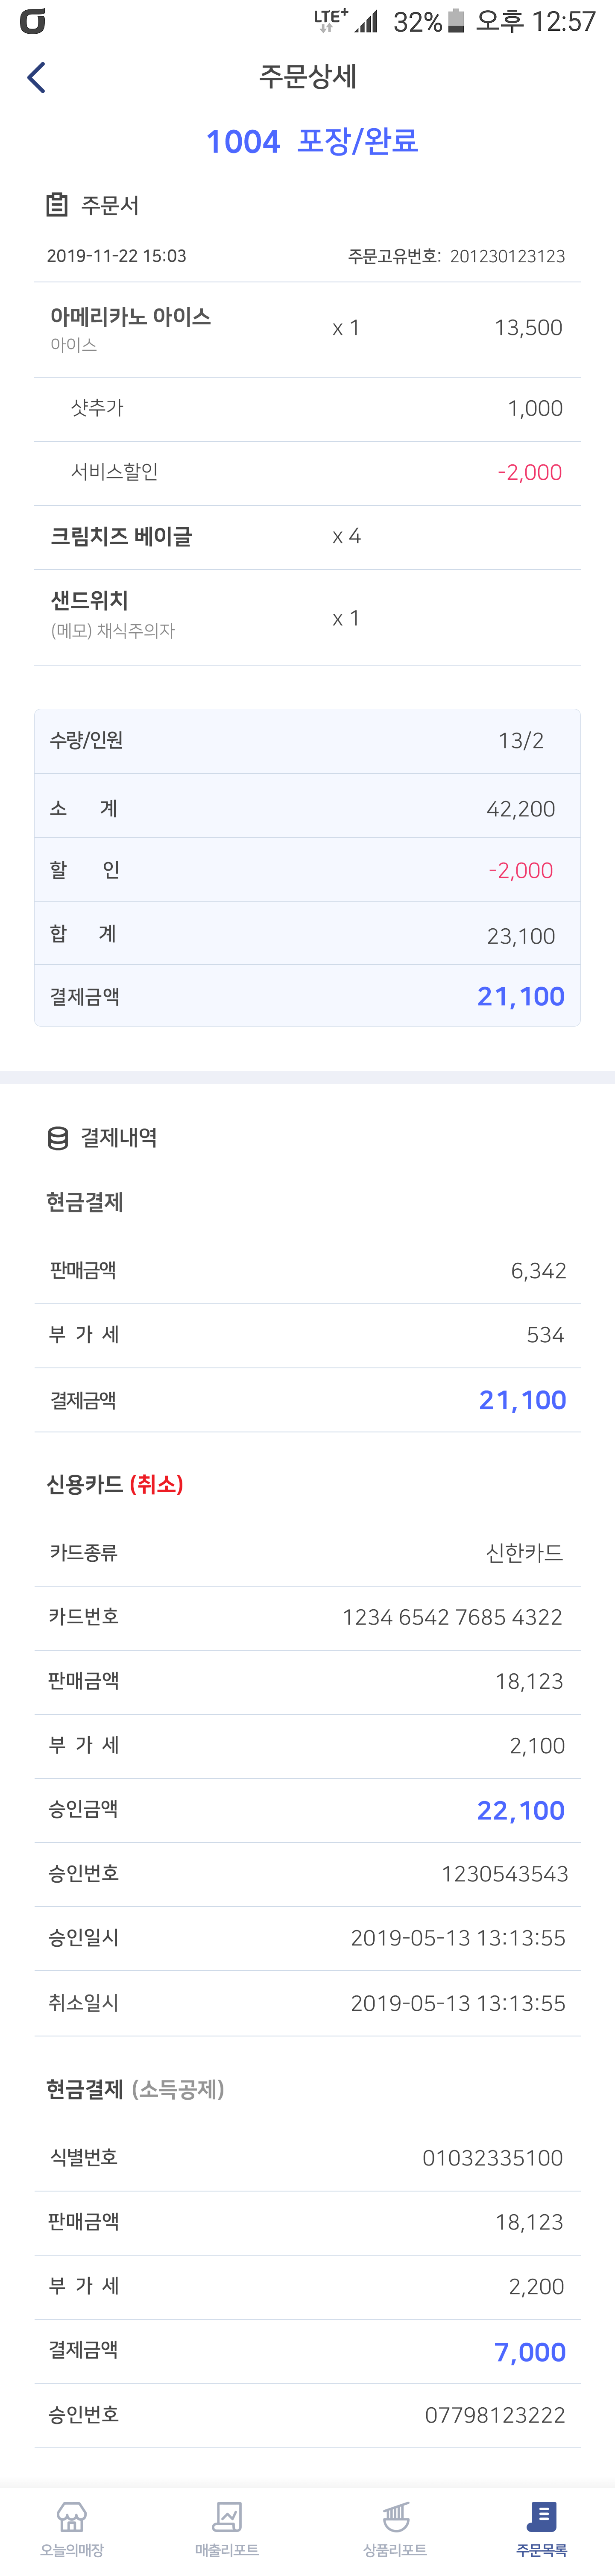 LTE+ 32% 오후 12:57
주문상세
1004 포장/완료
주문서
2019-11-22 15:03 주문고유번호: 201230123123
아메리카노 아이스 x 1 13,500
아이스
샷추가 1,000
서비스할인 -2,000
크림치즈 베이글 x 4
샌드위치 x 1
(메모) 채식주의자
수량/인원 13/2
소 계 42,200
할 인 -2,000
합 계 23,100
결제금액 21,100
결제내역
현금결제
판매금액 6,342
부 가 세 534
결제금액 21,100
신용카드 (취소)
카드종류 신한카드
카드번호 1234 6542 7685 4322
판매금액 18,123
부 가 세 2,100
승인금액 22,100
승인번호 1230543543
승인일시 2019-05-13 13:13:55
취소일시 2019-05-13 13:13:55
현금결제 (소득공제)
식별번호 01032335100
판매금액 18,123
부 가 세 2,200
결제금액 7,000
승인번호 07798123222
오늘의매장 매출리포트 상품리포트 주문목록